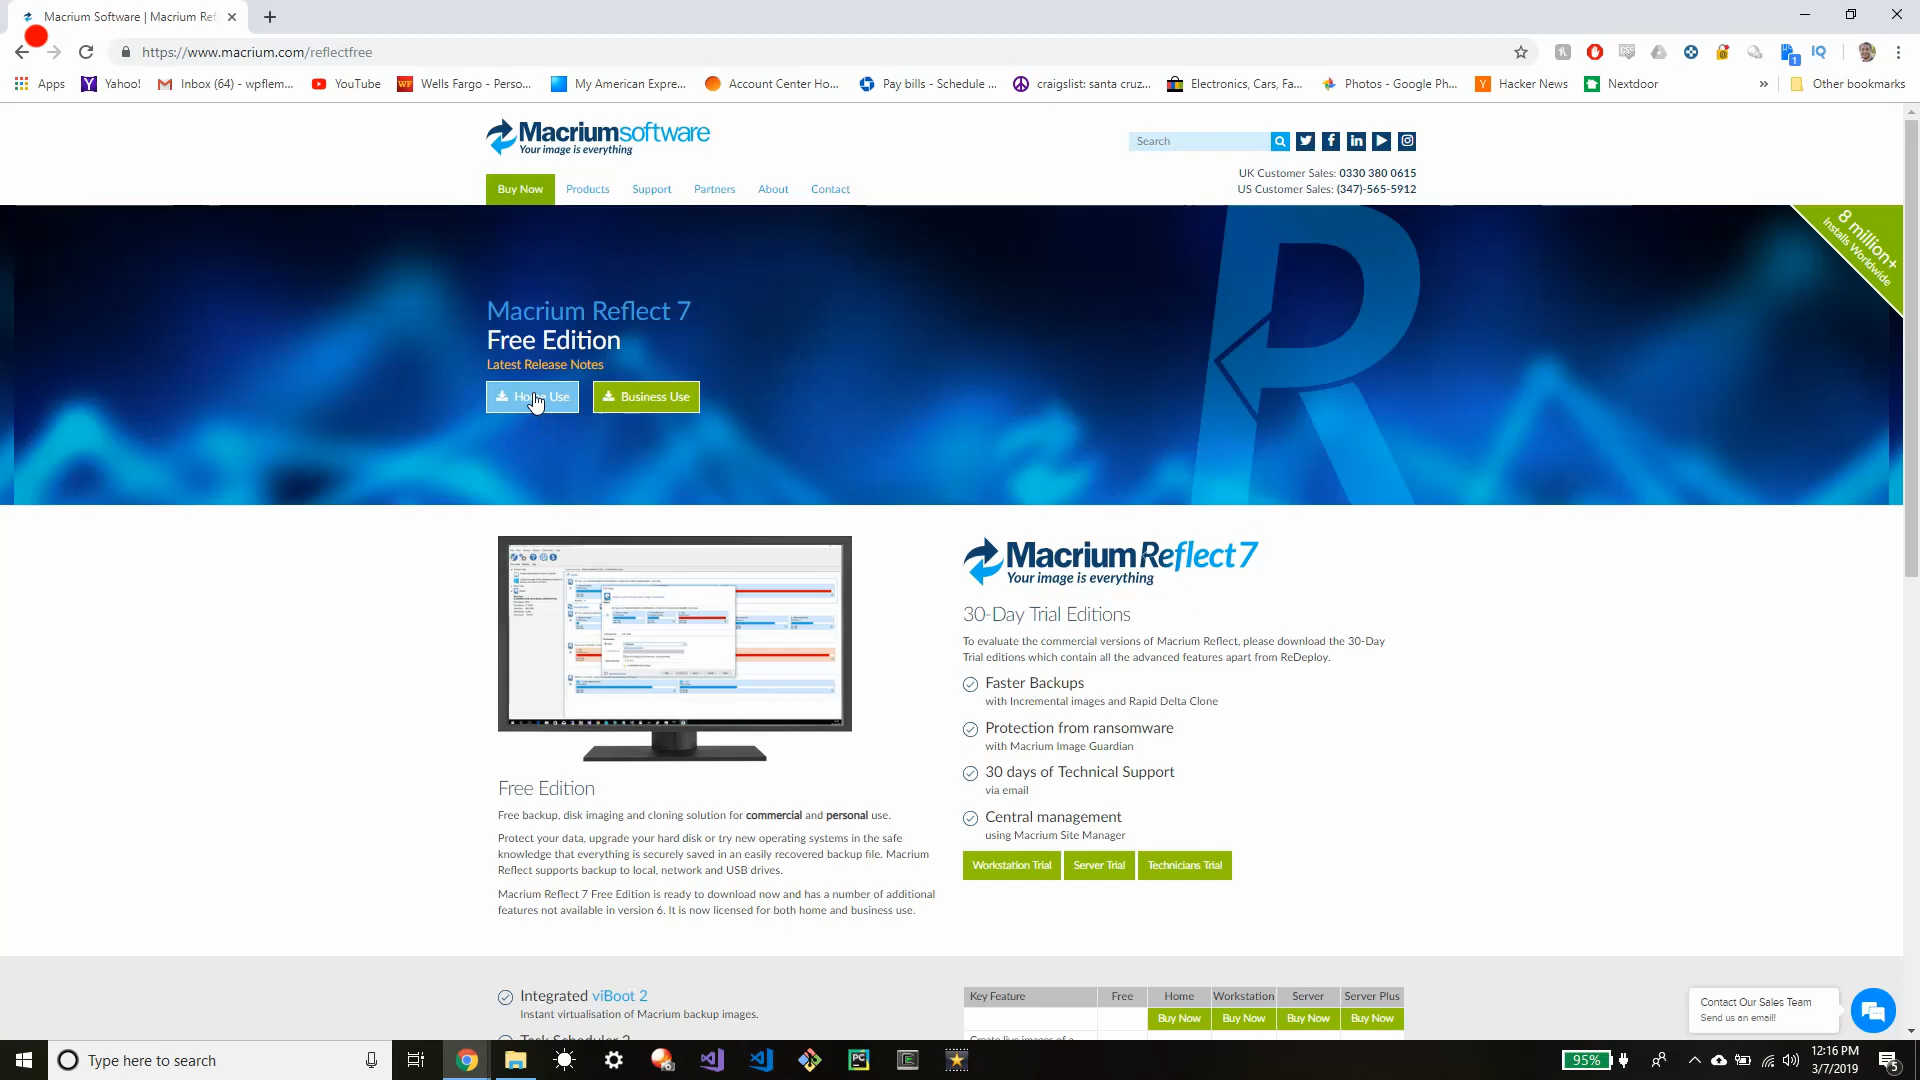 Macrium Software | Macrium Ref
https://www.macrium.com/reflectfree
Apps
Yahoo!
Inbox (64) - wpflem...
YouTube
Wells Fargo - Perso...
My American Expre...
Account Center Ho...
Pay bills - Schedule ...
craigslist: santa cruz...
Electronics, Cars, Fa...
Photos - Google Ph...
Hacker News
Nextdoor
»
Other bookmarks
Macriumsoftware
Your image is everything
Search
UK Customer Sales: 0330 380 0615
US Customer Sales: (347)-565-5912
Buy Now
Products
Support
Partners
About
Contact
8 million+
Installs Worldwide
Macrium Reflect 7
Free Edition
Latest Release Notes
Home Use
Business Use
MacriumReflect 7
Your image is everything
30-Day Trial Editions
To evaluate the commercial versions of Macrium Reflect, please download the 30-Day
Trial editions which contain all the advanced features apart from ReDeploy.
Faster Backups
with Incremental images and Rapid Delta Clone
Protection from ransomware
with Macrium Image Guardian
30 days of Technical Support
via email
Central management
using Macrium Site Manager
Workstation Trial
Server Trial
Technicians Trial
Free Edition
Free backup, disk imaging and cloning solution for commercial and personal use.
Protect your data, upgrade your hard disk or try new operating systems in the safe
knowledge that everything is securely saved in an easily recovered backup file. Macrium
Reflect supports backup to local, network and USB drives.
Macrium Reflect 7 Free Edition is ready to download now and has a number of additional
features not available in version 6. It is now licensed for both home and business use.
Integrated viBoot 2
Instant virtualisation of Macrium backup images.
Task Scheduler 2
Key Feature
Free
Home
Workstation
Server
Server Plus
Buy Now
Buy Now
Buy Now
Buy Now
Create live images of a
Contact Our Sales Team
Send us an email!
Type here to search
95%
12:16 PM
3/7/2019
5